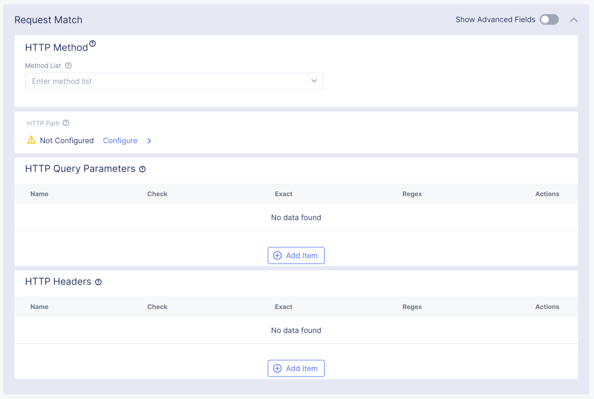 Request Match
Show Advanced Fields
HTTP Method
Method List
Enter method list
HTTP Path
Not Configured Configure
HTTP Query Parameters
Name Check Exact Regex Actions
No data found
Add Item
HTTP Headers
Name Check Exact Regex Actions
No data found
Add Item